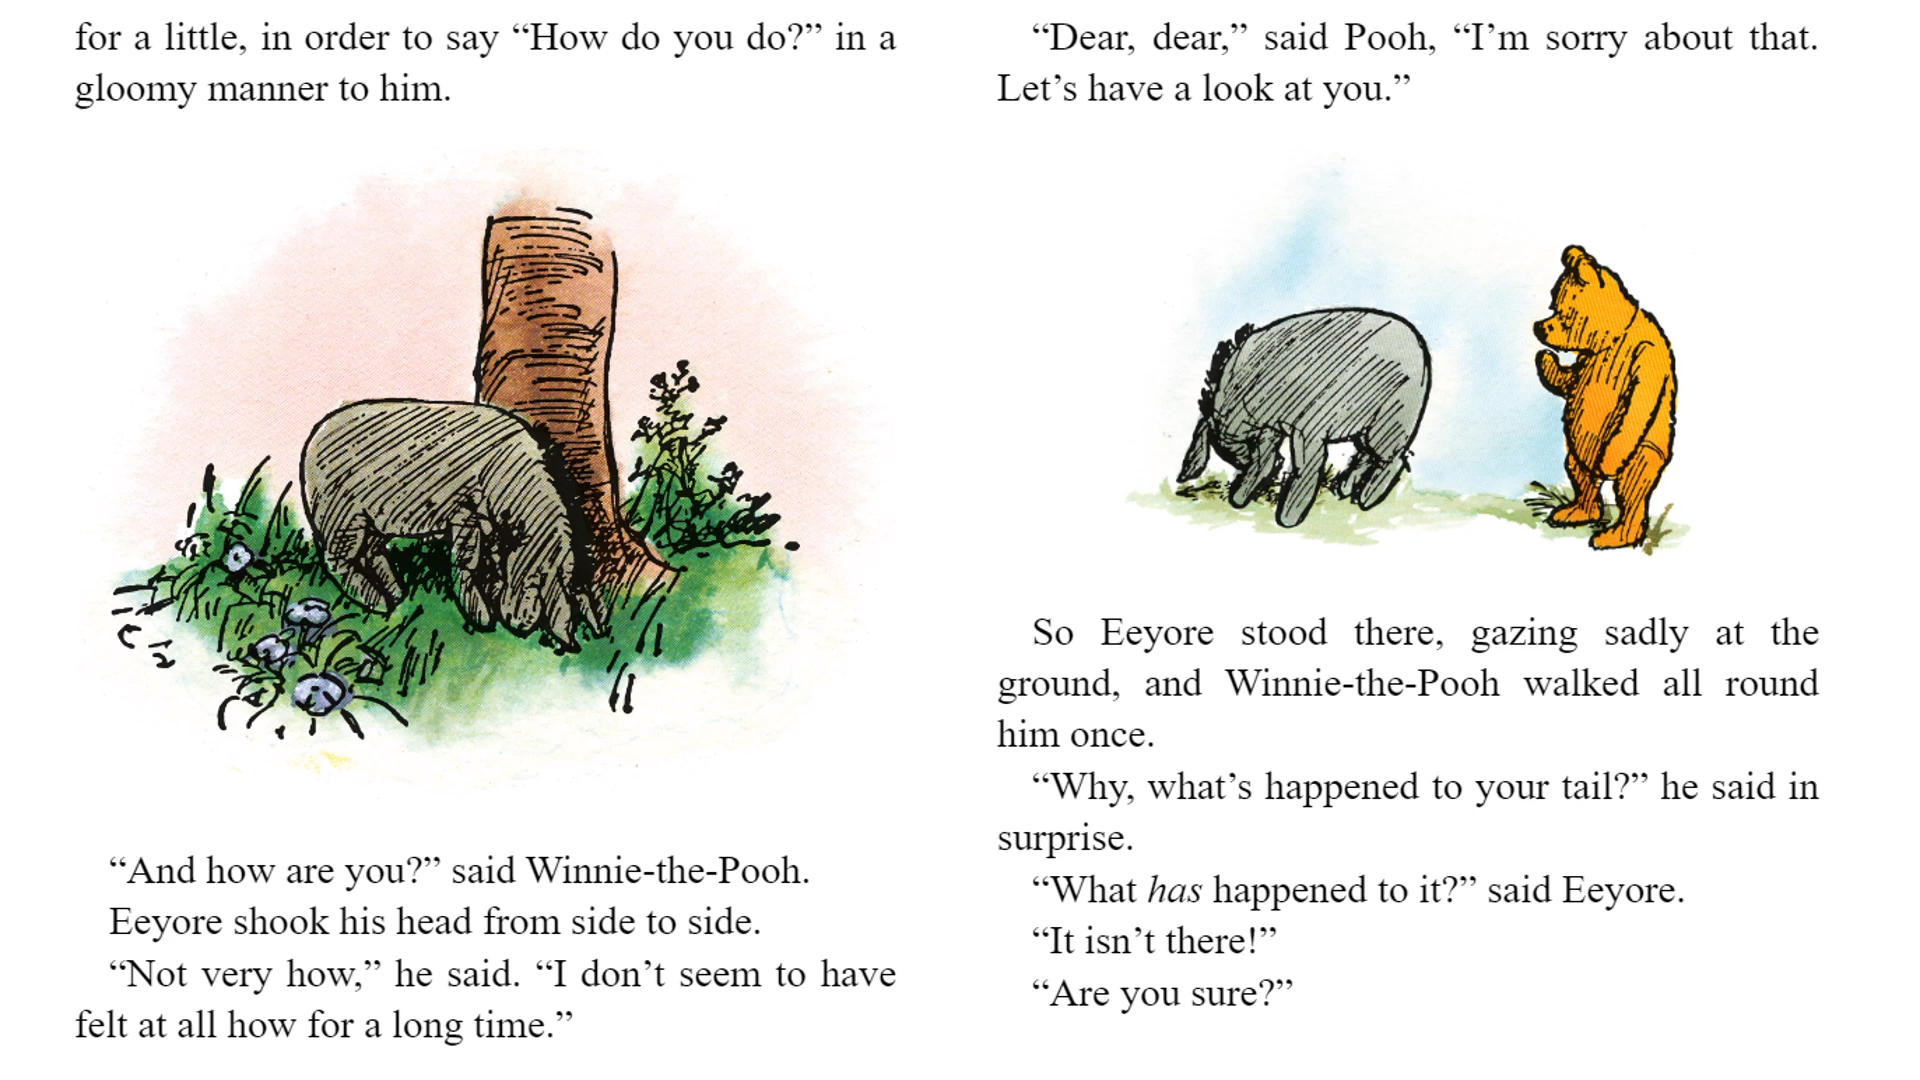 for a little, in order to say “How do you do?” in a
gloomy manner to him.
“And how are you?” said Winnie-the-Pooh.
Eeyore shook his head from side to side.
“Not very how,” he said. “I don’t seem to have
felt at all how for a long time.”
“Dear, dear,” said Pooh, “I’m sorry about that.
Let’s have a look at you.”
So Eeyore stood there, gazing sadly at the
ground, and Winnie-the-Pooh walked all round
him once.
“Why, what’s happened to your tail?” he said in
surprise.
“What has happened to it?” said Eeyore.
“It isn’t there!”
“Are you sure?”